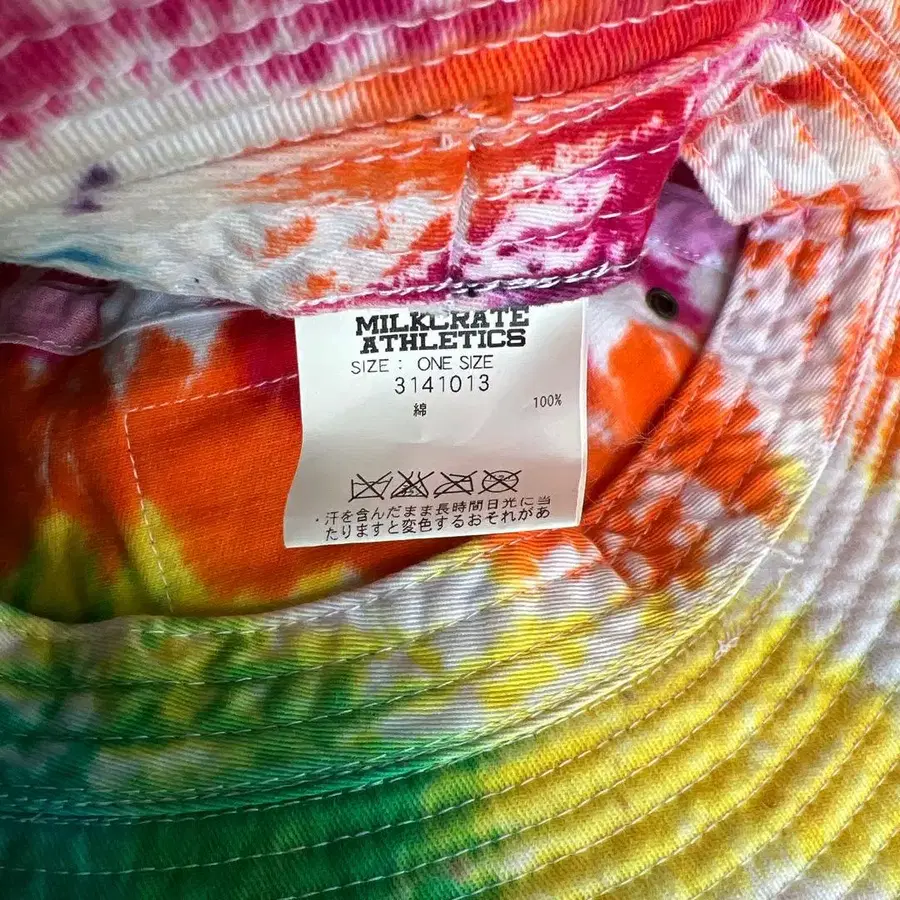 MILKCRATE
ATHLETICS
SIZE： ONE SIZE
3141013
綿 100%
・汗を含んだまま長時間日光に当
たりますと変色するおそれがあ